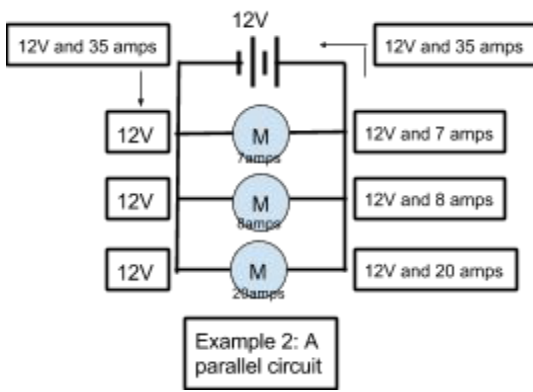 12V
12V and 35 amps
12V and 35 amps
12V
M
7amps
12V and 7 amps
12V
M
8amps
12V and 8 amps
12V
M
20amps
12V and 20 amps
Example 2: A
parallel circuit